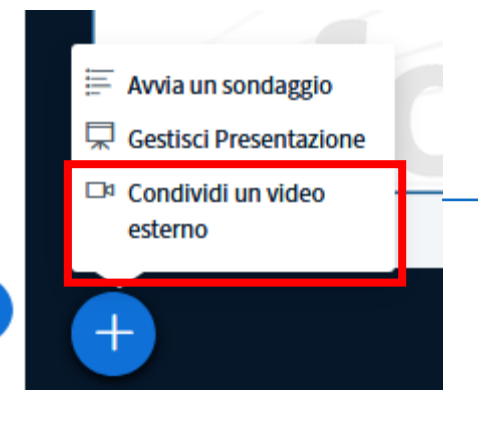 Avvia un sondaggio
Gestisci Presentazione
Condividi un video
esterno